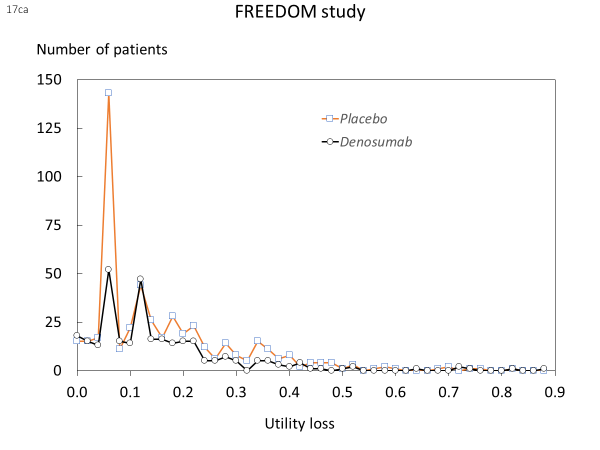 17ca
FREEDOM study
Number of patients
150
125
100
75
50
25
0
Placebo
Denosumab
0.0 0.1 0.2 0.3 0.4 0.5 0.6 0.7 0.8 0.9
Utility loss